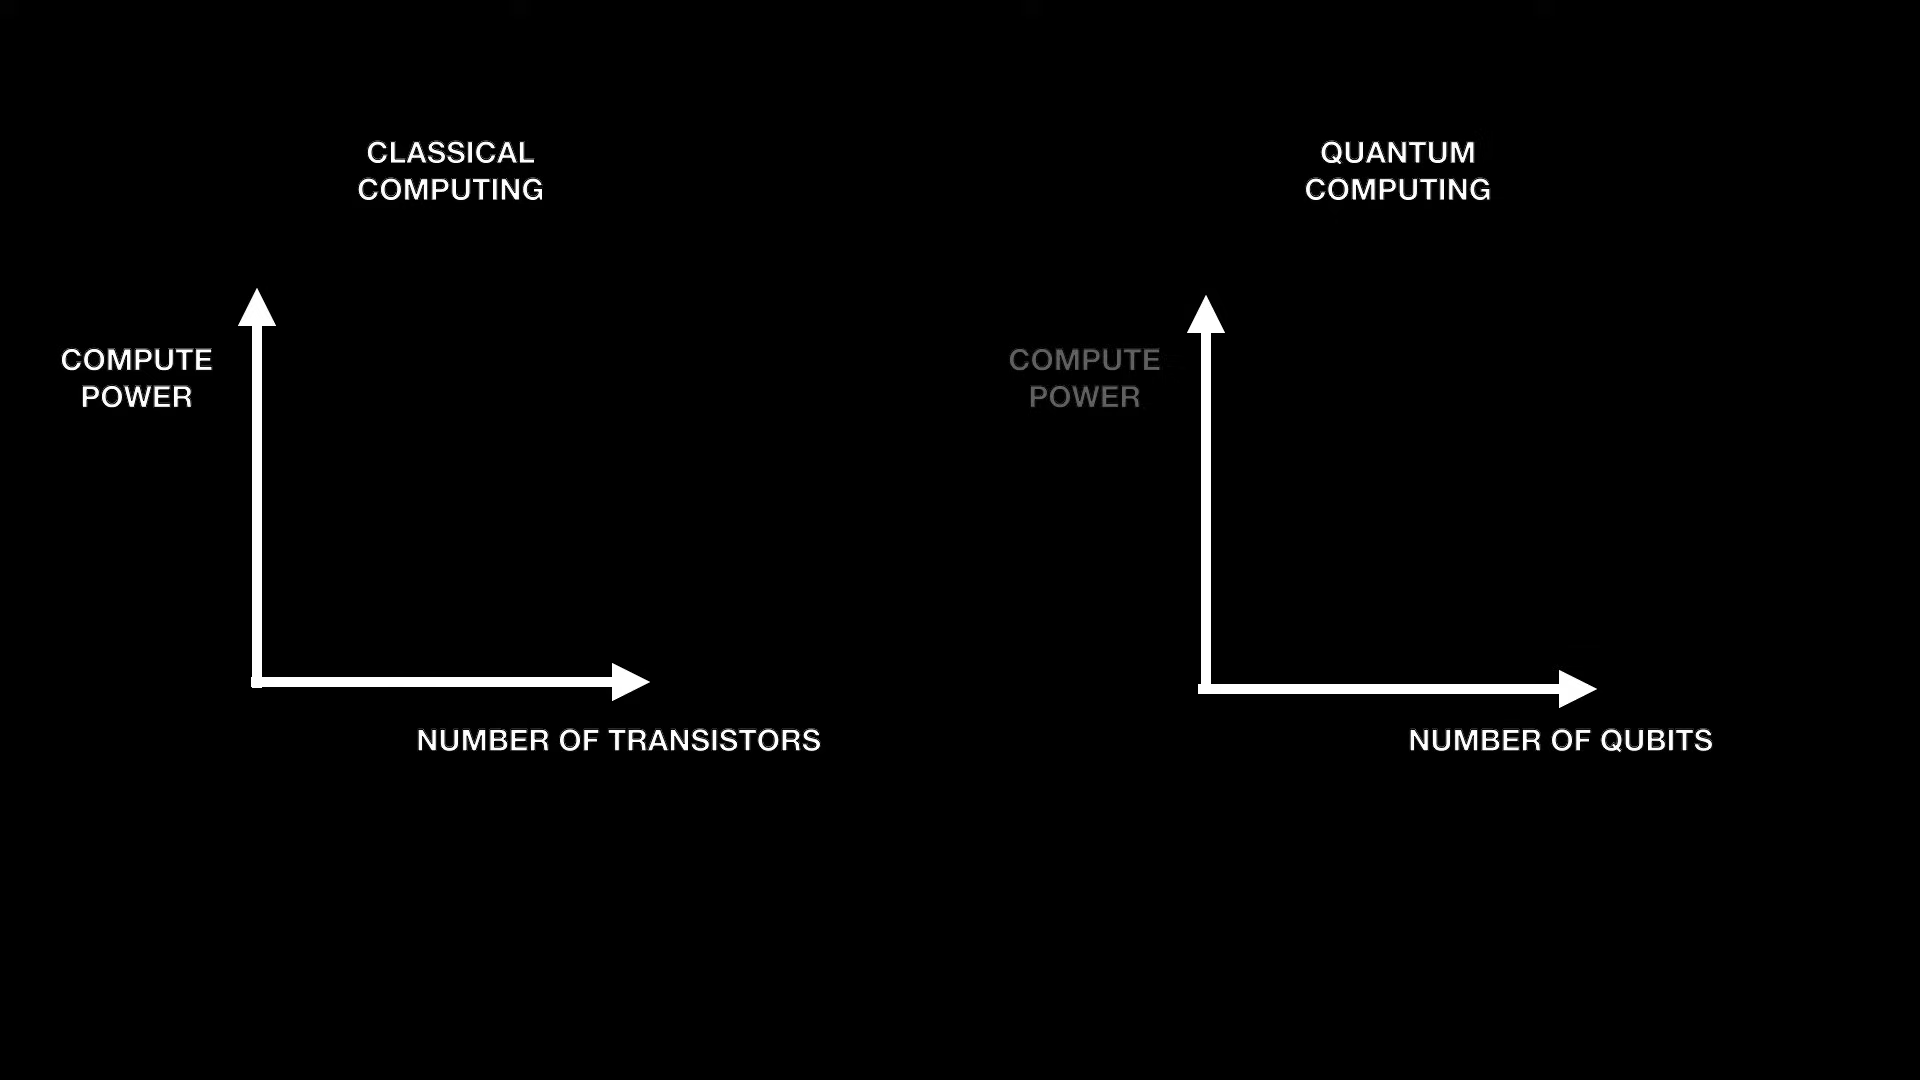 CLASSICAL
COMPUTING
COMPUTE
POWER
NUMBER OF TRANSISTORS
QUANTUM
COMPUTING
COMPUTE
POWER
NUMBER OF QUBITS